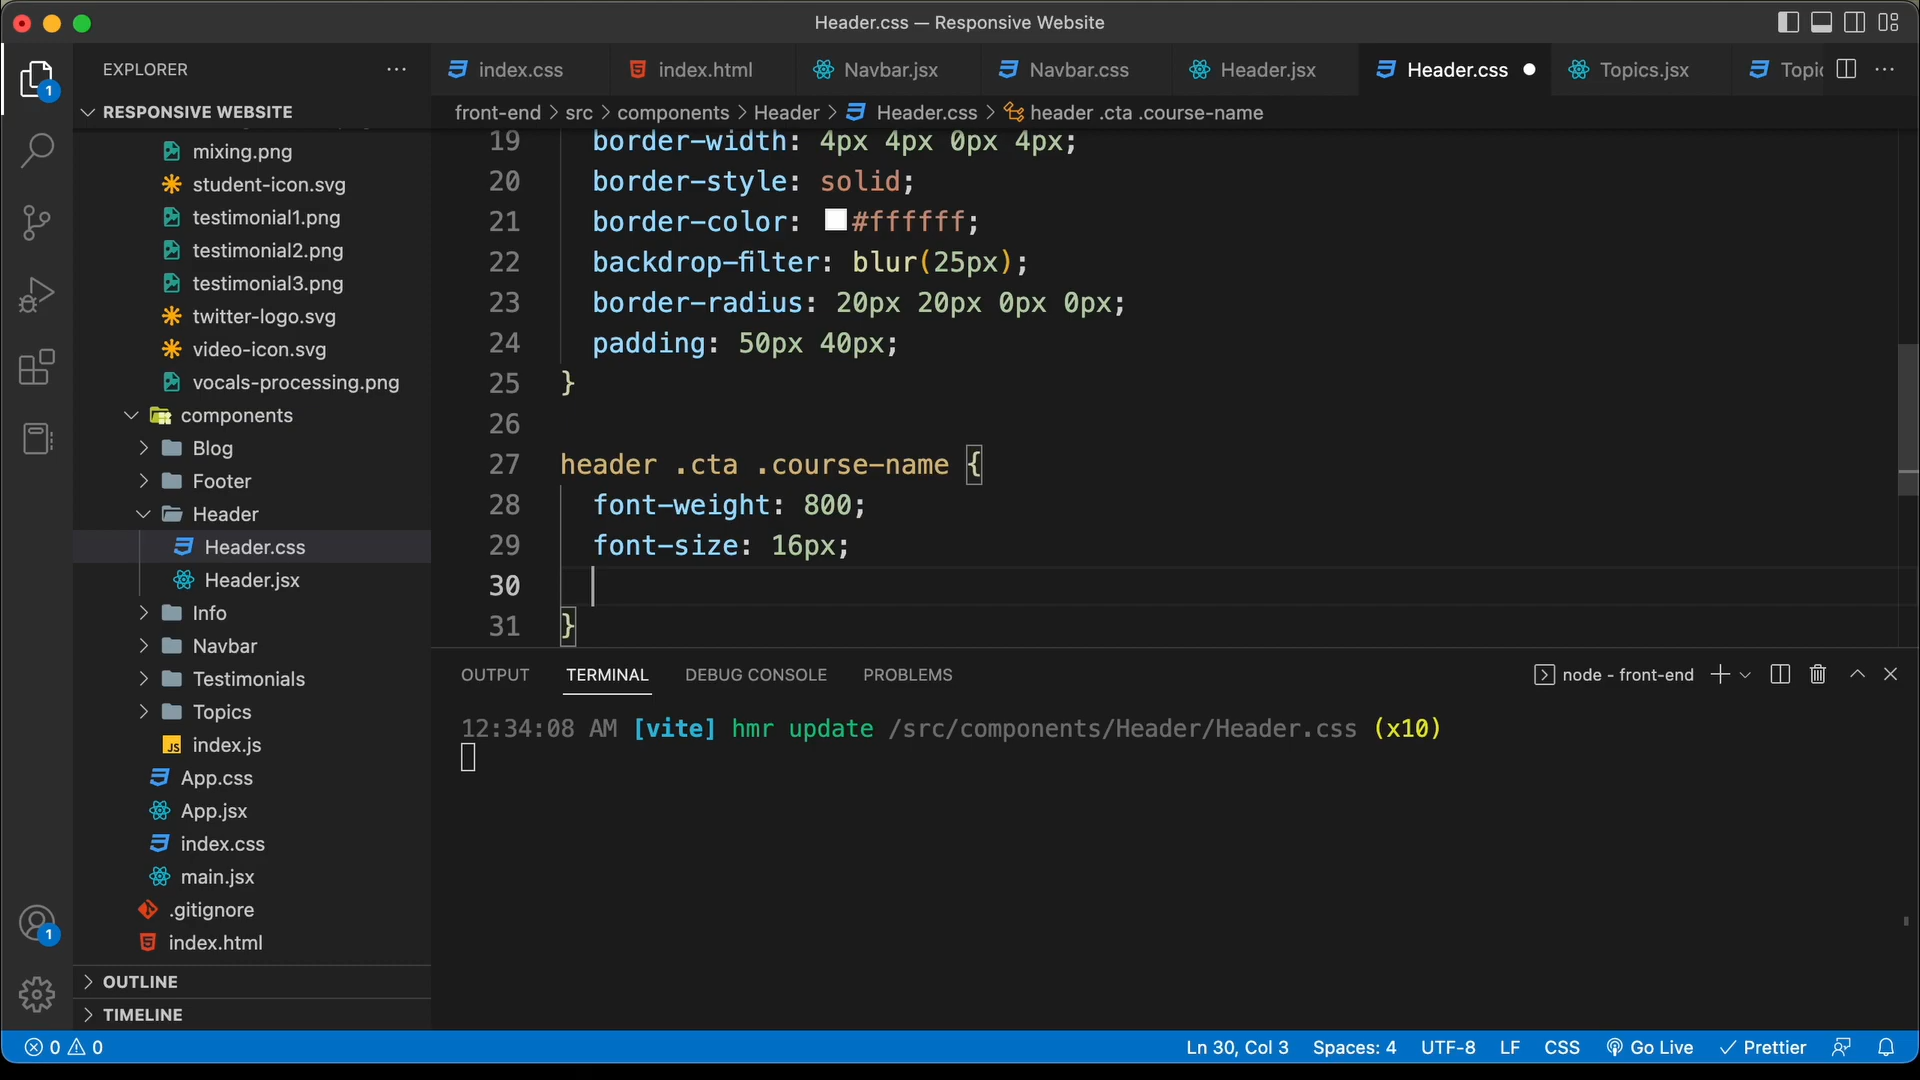 Header.css — Responsive Website
EXPLORER
index.css
index.html
Navbar.jsx
Navbar.css
Header.jsx
Header.css
Topics.jsx
Topic
RESPONSIVE WEBSITE
front-end > src > components > Header > Header.css > header .cta .course-name
mixing.png
student-icon.svg
testimonial1.png
testimonial2.png
testimonial3.png
twitter-logo.svg
video-icon.svg
vocals-processing.png
components
Blog
Footer
Header
Header.css
Header.jsx
Info
Navbar
Testimonials
Topics
JS index.js
App.css
App.jsx
index.css
main.jsx
.gitignore
index.html
OUTLINE
TIMELINE
19 border-width: 4px 4px 0px 4px;
20 border-style: solid;
21 border-color: #ffffff;
22 backdrop-filter: blur(25px);
23 border-radius: 20px 20px 0px 0px;
24 padding: 50px 40px;
25 }
26
27 header .cta .course-name {
28 font-weight: 800;
29 font-size: 16px;
30
31 }
OUTPUT
TERMINAL
DEBUG CONSOLE
PROBLEMS
node - front-end
12:34:08 AM [vite] hmr update /src/components/Header/Header.css (x10)
1
1
0 0
Ln 30, Col 3
Spaces: 4
UTF-8
LF
CSS
Go Live
Prettier